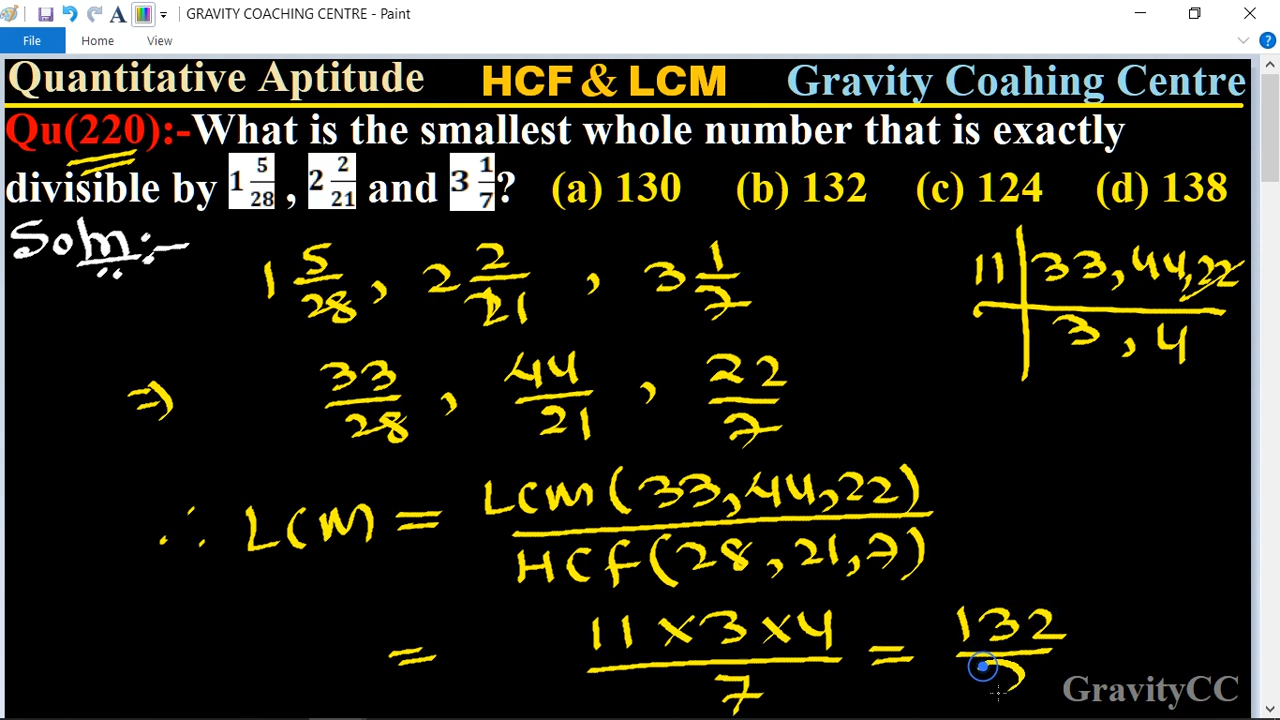 GRAVITY COACHING CENTRE - Paint
File Home View
Quantitative Aptitude HCF & LCM Gravity Coahing Centre
Qu(220):-What is the smallest whole number that is exactly
divisible by 1 5/28 , 2 2/21 and 3 1/7? (a) 130 (b) 132 (c) 124 (d) 138
Soln:-
1 5/28 , 2 2/21 , 3 1/7
11 | 33, 44, 22
3 , 4
⇒ 33/28 , 44/21 , 22/7
∴ LCM = LCM(33,44,22)/HCF(28,21,7)
= 11 × 3 × 4/7 = 132/7
GravityCC